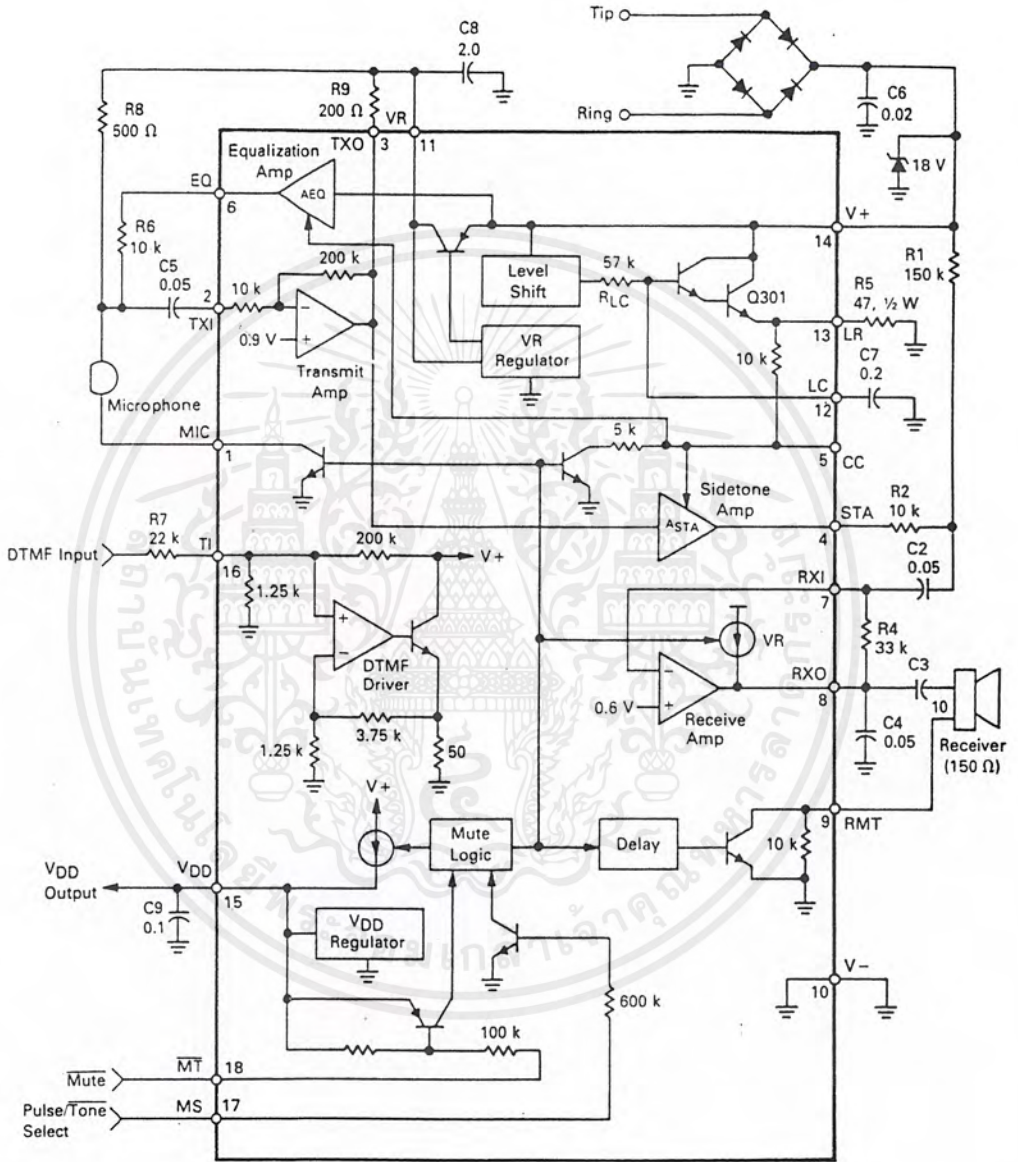 Tip
C8
2.0
R9
200 Ω
R8
500 Ω
Ring
C6
0.02
18 V
VR
TXO
3
11
Equalization
Amp
EQ
6
AEQ
R6
10 k
C5
0.05
200 k
2
TXI
10 k
0.9 V
-
+
Transmit
Amp
Level
Shift
57 k
RLC
Q301
VR
Regulator
V+
14
R1
150 k
R5
47, ½ W
13
LR
10 k
C7
0.2
LC
12
Microphone
MIC
1
5 k
5
CC
Sidetone
Amp
ASTA
STA
4
R2
10 k
DTMF Input
R7
22 k
TI
16
200 k
V+
1.25 k
+
-
DTMF
Driver
3.75 k
1.25 k
50
C2
0.05
RXI
7
VR
R4
33 k
RXO
8
C3
10
0.6 V
-
+
Receive
Amp
C4
0.05
Receiver
(150 Ω)
V+
Mute
Logic
Delay
10 k
9
RMT
VDD
Output
VDD
15
C9
0.1
VDD
Regulator
600 k
V-
10
100 k
Mute
MT
18
Pulse/Tone
Select
MS
17